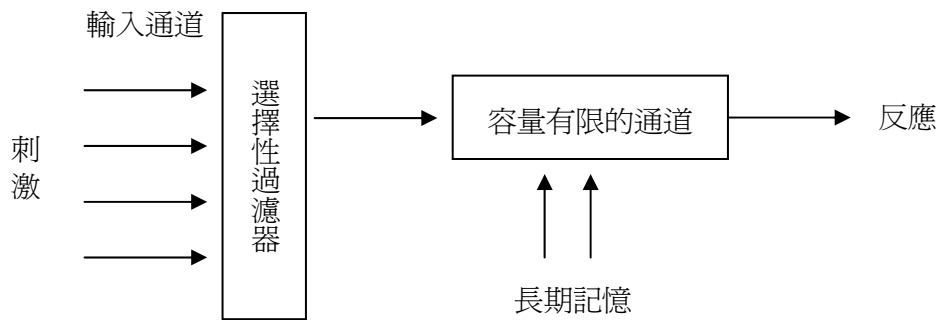 輸入通道
刺激
選擇性過濾器
容量有限的通道
反應
長期記憶